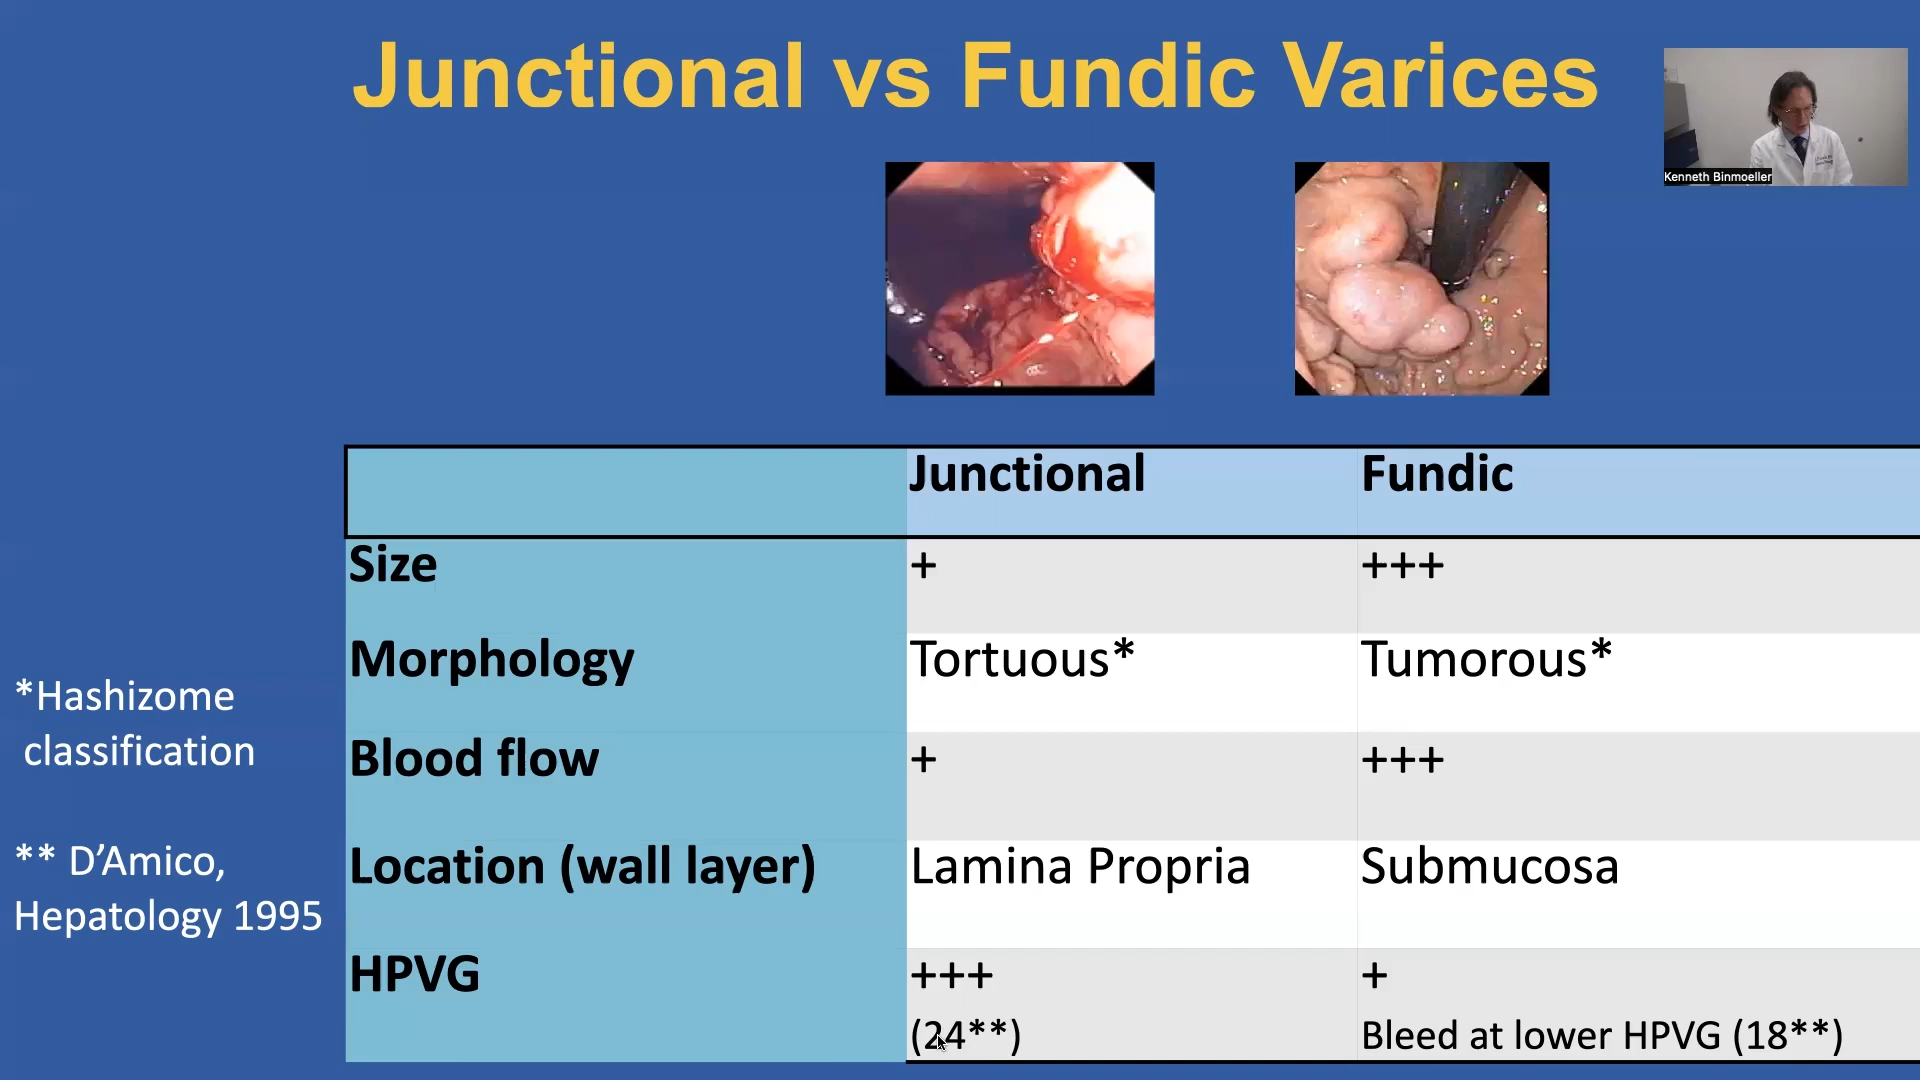 Junctional vs Fundic Varices
Kenneth Binmoeller
Junctional Fundic
Size + +++
Morphology Tortuous* Tumorous*
Blood flow + +++
Location (wall layer) Lamina Propria Submucosa
HPVG +++ +
(24**) Bleed at lower HPVG (18**)
*Hashizome
classification
** D’Amico,
Hepatology 1995